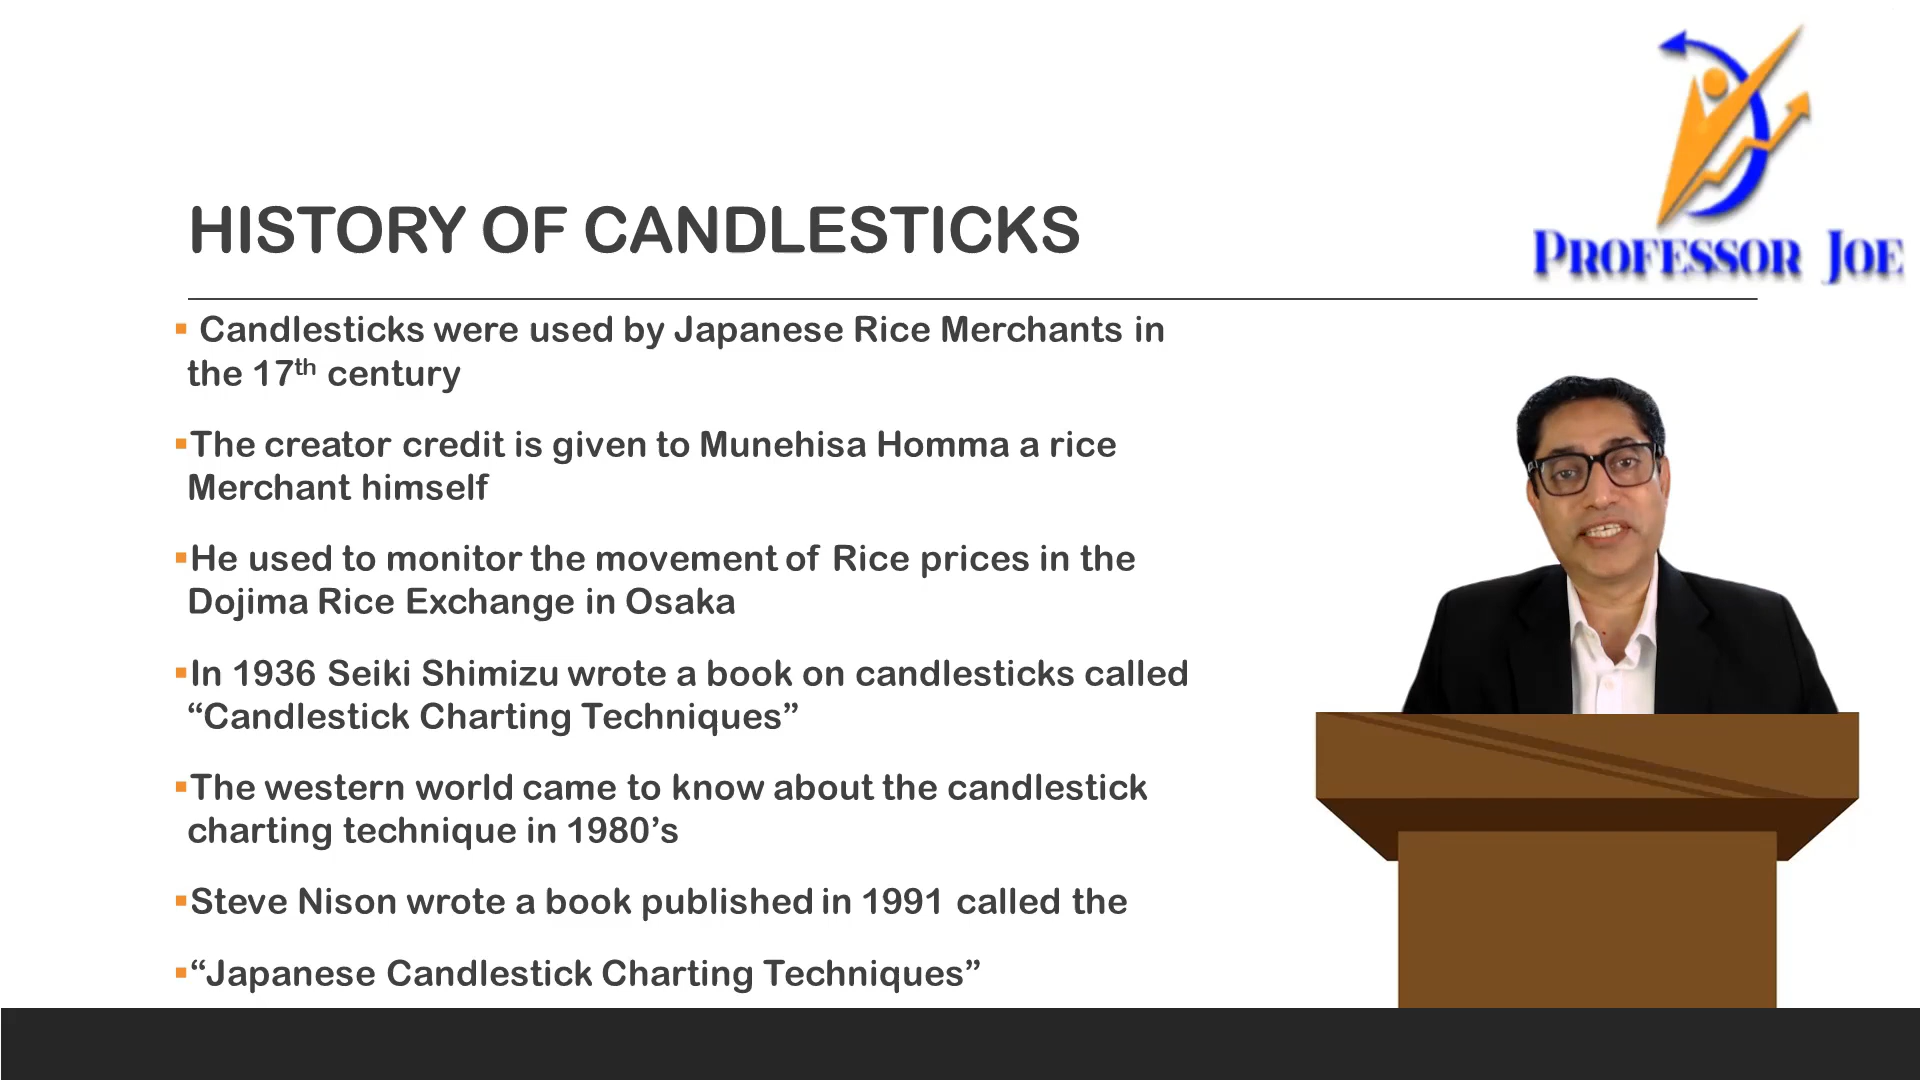 PROFESSOR JOE
HISTORY OF CANDLESTICKS
Candlesticks were used by Japanese Rice Merchants in
the 17th century
The creator credit is given to Munehisa Homma a rice
Merchant himself
He used to monitor the movement of Rice prices in the
Dojima Rice Exchange in Osaka
In 1936 Seiki Shimizu wrote a book on candlesticks called
“Candlestick Charting Techniques”
The western world came to know about the candlestick
charting technique in 1980’s
Steve Nison wrote a book published in 1991 called the
“Japanese Candlestick Charting Techniques”